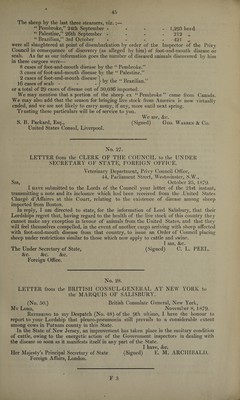 45
The sheep by the last three steamers, viz.:—
“Pembroke,” 24th September - - - - 1,293 head.
“Palestine,” 26th September - - - - 372 „
“Brazilian,” 3rd October - - - - 421 „
were all slaughtered at point of disembarkation by order of the Inspector of the Privy Council in consequence of discovery (as alleged by him) of foot-and-mouth disease as such. As far as our information goes the number of diseased animals discovered by him in these cargoes were—
8 cases of foot-and-mouth disease by the “Pembroke.”
3 cases of foot-and-mouth disease by the “Palestine.”
2 cases of foot-and-mouth disease } by the “Brazilian.”
16 cases of scab
or a total of 29 cases of disease out of 30,000 imported.
We may mention that a portion of the sheep ex “Pembroke” came from Canada.
We may also add that the season for bringing live stock from America is now virtually ended, and we are not likely to carry many, if any, more until next spring.
Trusting these particulars will be of service to you.
We are, &c.
S. B. Packard, Esq., (Signed) Geo. Warren & Co.
United States Consul, Liverpool.
No. 27.
LETTER from the CLERK OF THE COUNCIL to the UNDER
SECRETARY OF STATE, FOREIGN OFFICE.
Veterinary Department, Privy Council Office,
44, Parliament Street, Westminster, S.W.;
Sir, October 25, 1879.
I have submitted to the Lords of the Council your letter of the 23rd instant, transmitting a note and its inclosure which had been received from the United States Chargé d'Affaires at this Court, relating to the existence of disease among sheep imported from Boston.
In reply, I am directed to state, for the information of Lord Salisbury, that their Lordships regret that, having regard to the health of the live stock of this country they cannot make any exception in favour of animals from the United States, and that they will feel themselves compelled, in the event of another cargo arriving with sheep affected with foot-and-mouth disease from that country, to issue an Order of Council placing sheep under restrictions similar to those which now apply to cattle and swine.
I am, &c.
The Under Secretary of State, (Signed) C. L. PEEL.
&c. &c. &c.
Foreign Office.
No. 28.
LETTER from the BRITISH CONSUL-GENERAL AT NEW YORK to
the MARQUIS OF SALISBURY.
(No. 50.) British Consulate General, New York,
My Lord, November 8, 1879.
Referring to my Despatch (No. 48) of the 5th ultimo, I have the honour to report to your Lordship that pleuro-pneumonia still prevails to a considerable extent among cows in Putnam county in this State.
In the State of New Jersey, an improvement has taken place in the sanitary condition of cattle, owing to the energetic action of the Government inspectors in dealing with the disease as soon as it manifests itself in any part of the State.
I have, &c.
Her Majesty's Principal Secretary of State (Signed) E. M. ARCHIBALD.
Foreign Affairs, London.
F 3